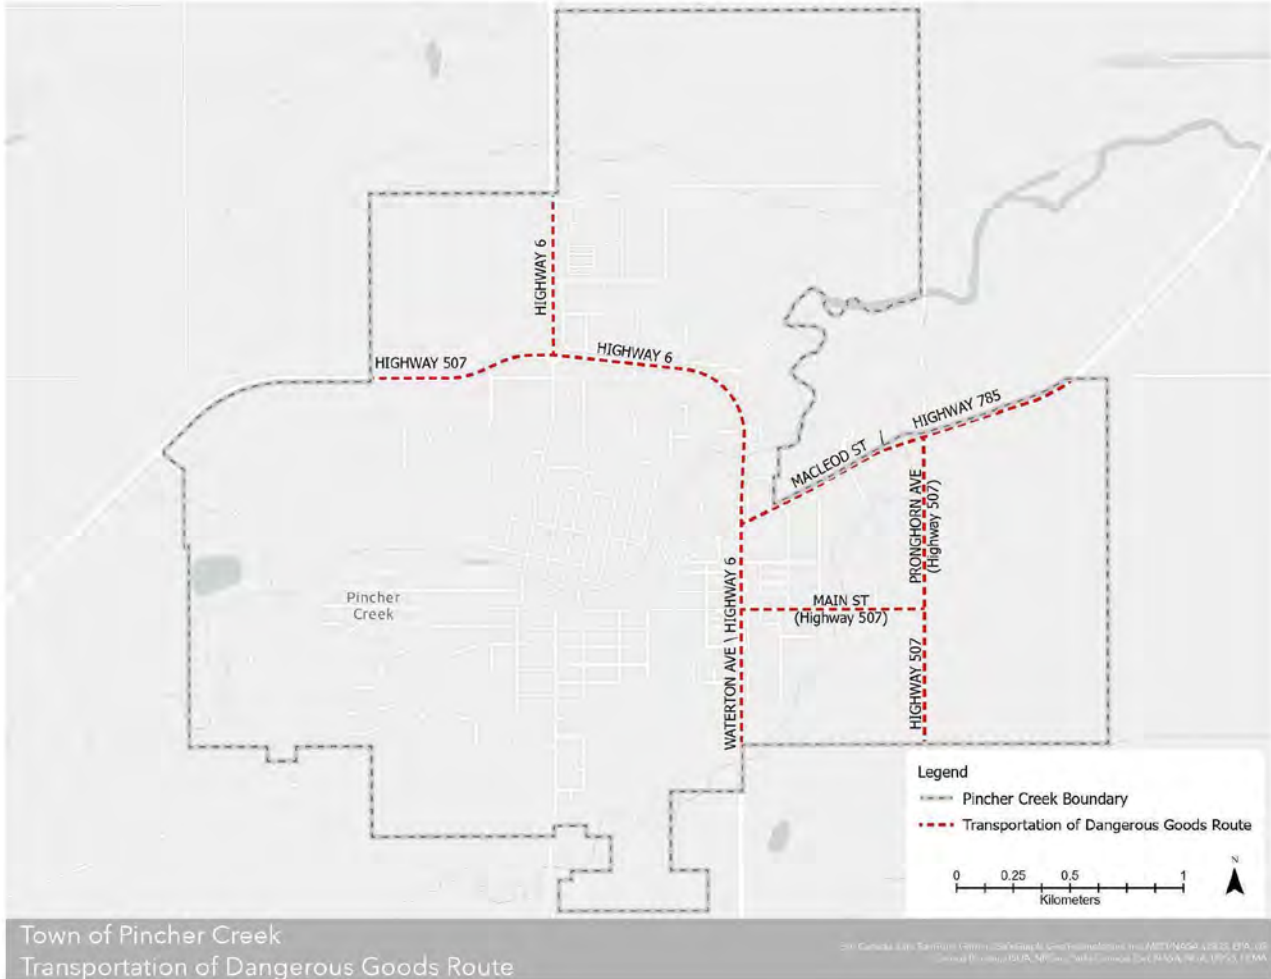 HIGHWAY 6
HIGHWAY 507
HIGHWAY 6
HIGHWAY 785
MACLEOD ST /
PRONGHORN AVE
(Highway 507)
WATERTON AVE \ HIGHWAY 6
MAIN ST
(Highway 507)
HIGHWAY 507
Pincher
Creek
Legend
Pincher Creek Boundary
Transportation of Dangerous Goods Route
0 0.25 0.5 1
Kilometers
N
Town of Pincher Creek
Transportation of Dangerous Goods Route